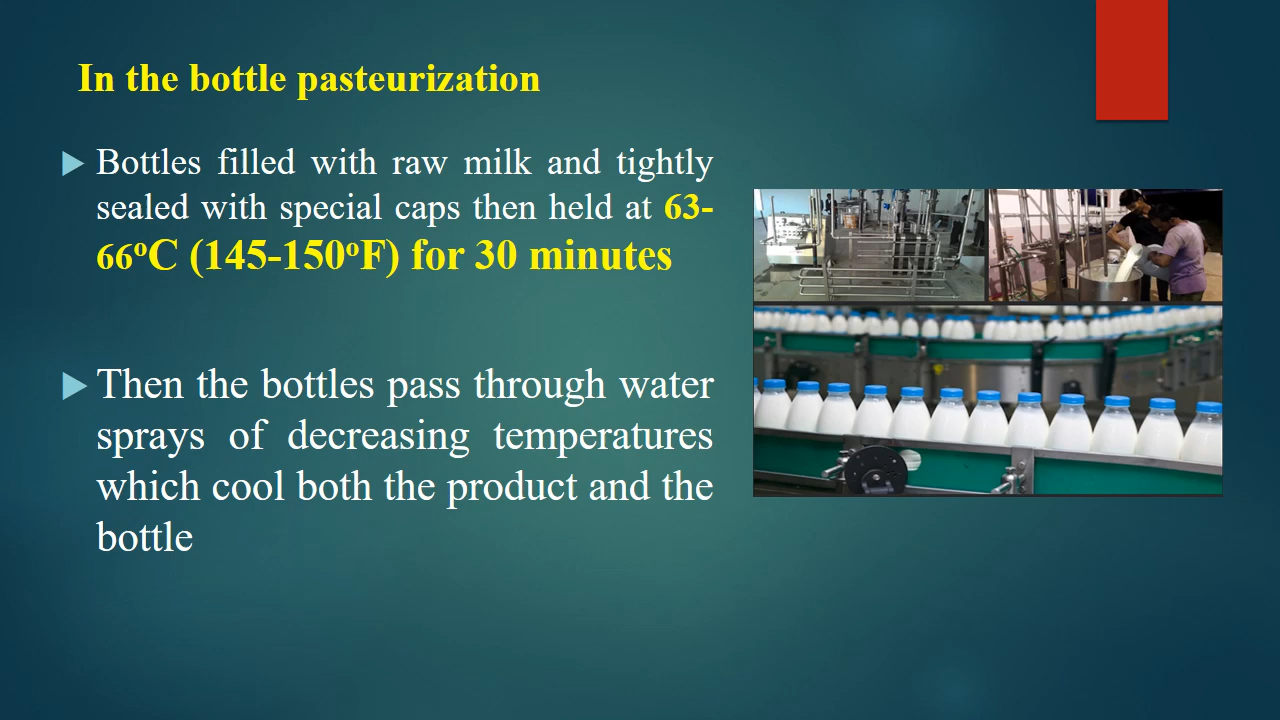 In the bottle pasteurization
Bottles filled with raw milk and tightly
sealed with special caps then held at 63-
66ºC (145-150ºF) for 30 minutes
Then the bottles pass through water
sprays of decreasing temperatures
which cool both the product and the
bottle